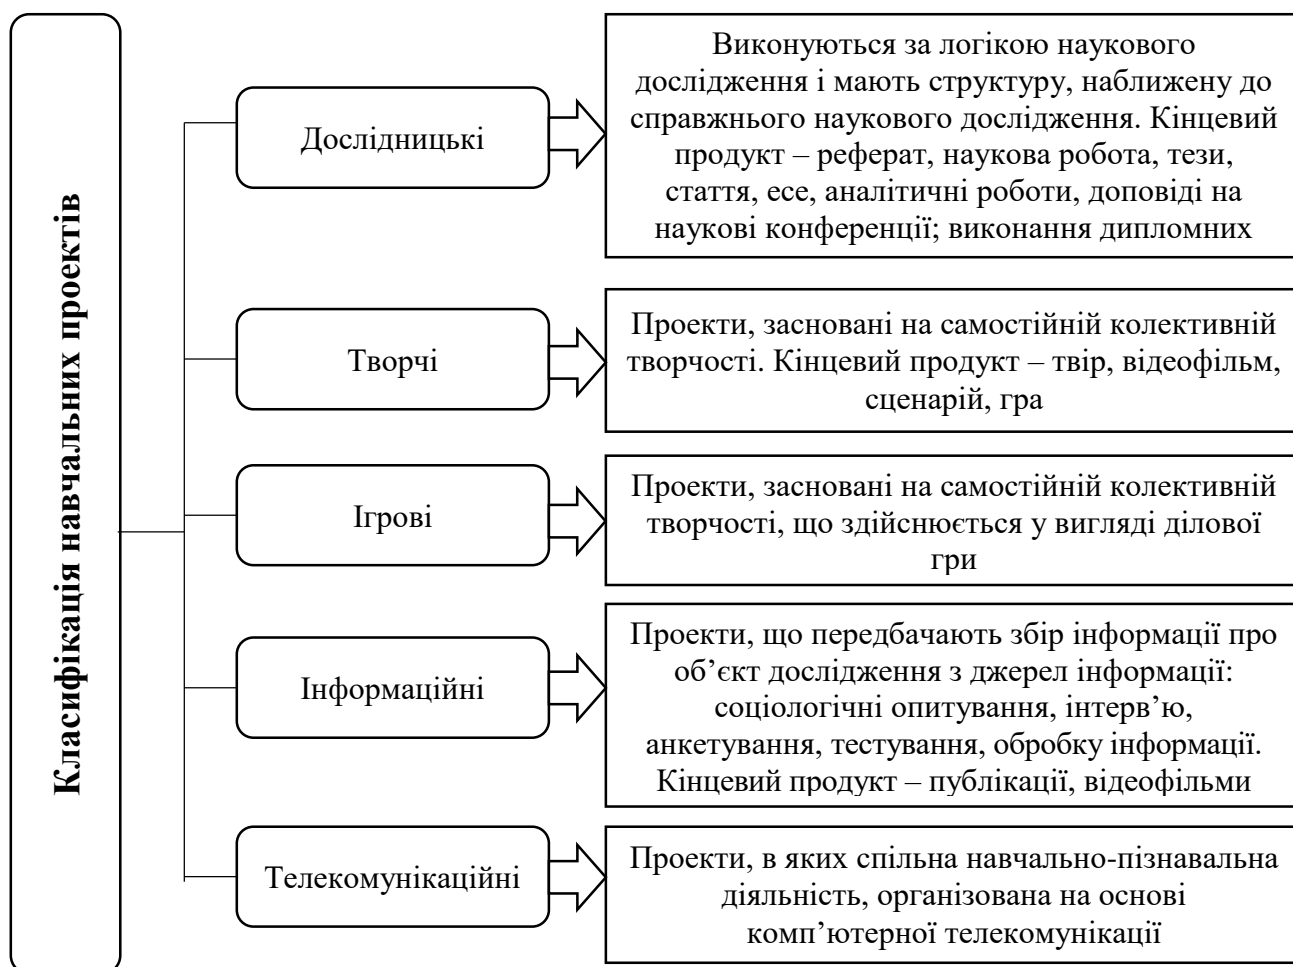 Класифікація навчальних проектів
Дослідницькі
Виконуються за логікою наукового
дослідження і мають структуру, наближену до
справжнього наукового дослідження. Кінцевий
продукт – реферат, наукова робота, тези,
стаття, есе, аналітичні роботи, доповіді на
наукові конференції; виконання дипломних
Творчі
Проекти, засновані на самостійній колективній
творчості. Кінцевий продукт – твір, відеофільм,
сценарій, гра
Ігрові
Проекти, засновані на самостійній колективній
творчості, що здійснюється у вигляді ділової
гри
Інформаційні
Проекти, що передбачають збір інформації про
об’єкт дослідження з джерел інформації:
соціологічні опитування, інтерв’ю,
анкетування, тестування, обробку інформації.
Кінцевий продукт – публікації, відеофільми
Телекомунікаційні
Проекти, в яких спільна навчально-пізнавальна
діяльність, організована на основі
комп’ютерної телекомунікації